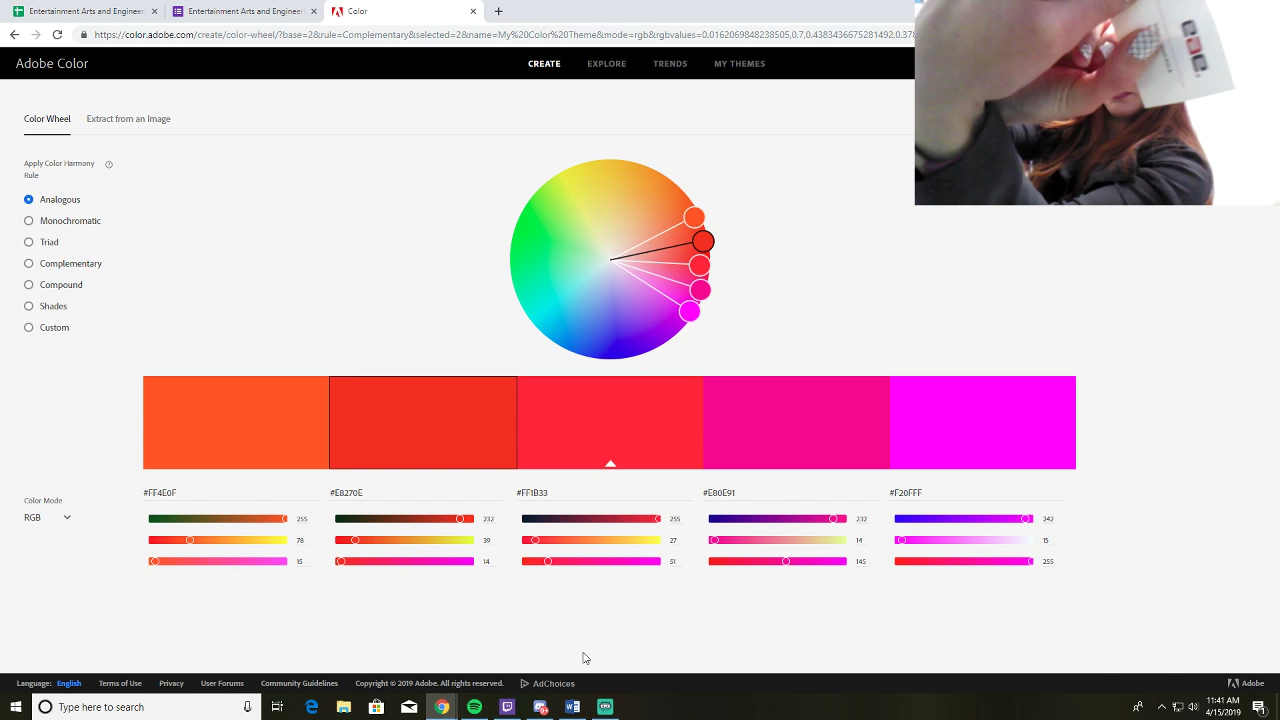 Entertainment Arts and Engineer
Entertainment Arts and Engineer
Color
https://color.adobe.com/create/color-wheel/?base=2&rule=Complementary&selected=2&name=My%20Color%20Theme&mode=rgb&rgbvalues=0.0162069848238505,0.7,0.4383436675281492,0.378
Adobe Color
CREATE
EXPLORE
TRENDS
MY THEMES
Color Wheel
Extract from an Image
Apply Color Harmony
Rule
Analogous
Monochromatic
Triad
Complementary
Compound
Shades
Custom
#FF4E0F
#E8270E
#FF1B33
#E80E91
#F20FFF
Color Mode
RGB
255
232
255
232
242
78
39
27
14
15
15
14
51
145
255
Language: English
Terms of Use
Privacy
User Forums
Community Guidelines
Copyright © 2019 Adobe. All rights reserved.
AdChoices
Adobe
Type here to search
11:41 AM
4/15/2019